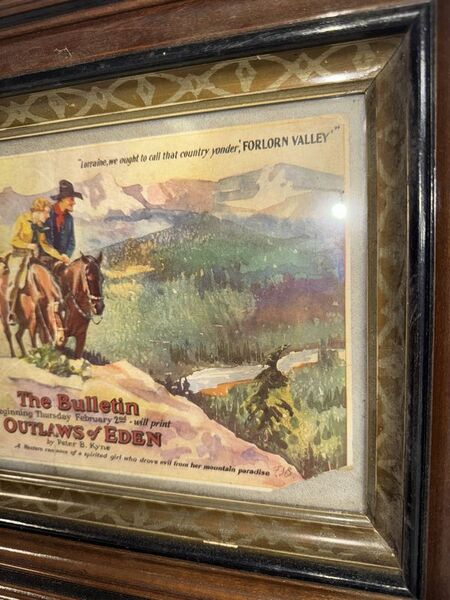 "Lorraine, we ought to call that country yonder, 'FORLORN VALLEY'"
The Bulletin
eginning Thursday February 2nd - will print
OUTLAWS of EDEN
by Peter B. Kyne
A Western romance of a spirited girl who drove evil from her mountain paradise